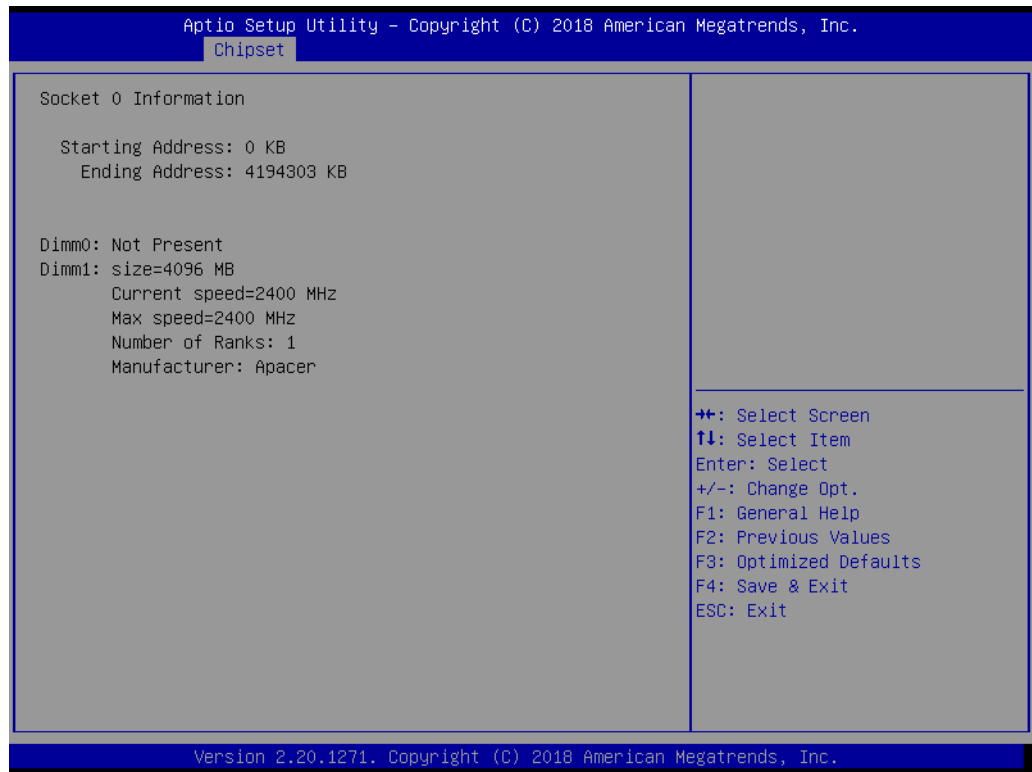 Aptio Setup Utility – Copyright (C) 2018 American Megatrends, Inc.
Chipset
Socket 0 Information
Starting Address: 0 KB
Ending Address: 4194303 KB
Dimm0: Not Present
Dimm1: size=4096 MB
Current speed=2400 MHz
Max speed=2400 MHz
Number of Ranks: 1
Manufacturer: Apacer
→←: Select Screen
↑↓: Select Item
Enter: Select
+/-: Change Opt.
F1: General Help
F2: Previous Values
F3: Optimized Defaults
F4: Save & Exit
ESC: Exit
Version 2.20.1271. Copyright (C) 2018 American Megatrends, Inc.